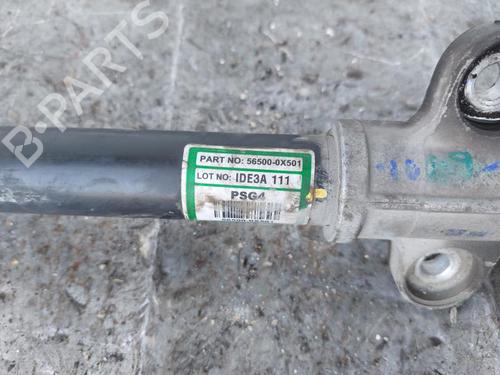 PART NO: 56500-0X501
LOT NO: IDE3A 111
PSG4
B-PARTS